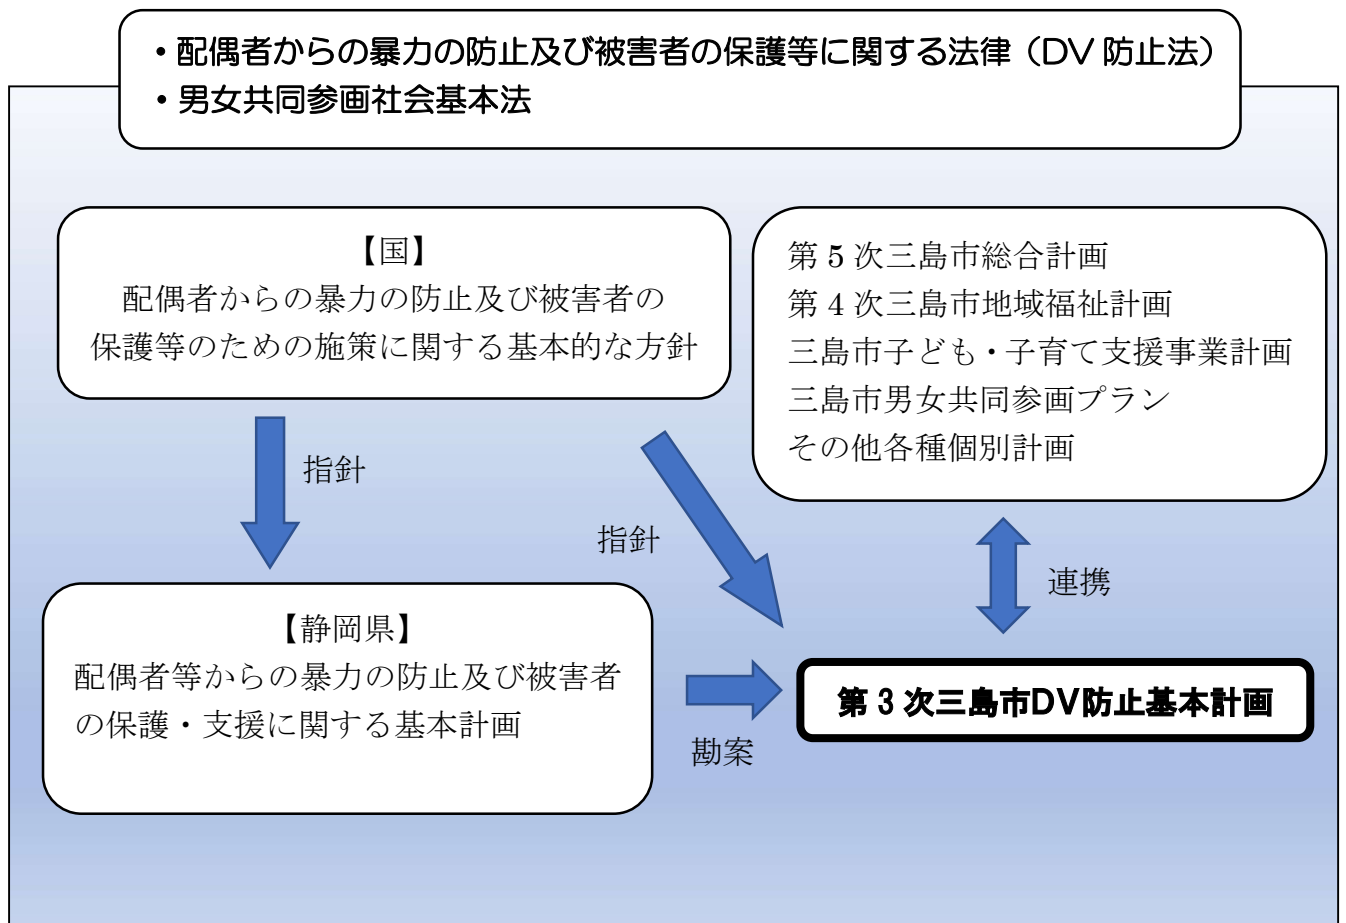 ・配偶者からの暴力の防止及び被害者の保護等に関する法律（DV 防止法）
・男女共同参画社会基本法
【国】
配偶者からの暴力の防止及び被害者の
保護等のための施策に関する基本的な方針
第 5 次三島市総合計画
第 4 次三島市地域福祉計画
三島市子ども・子育て支援事業計画
三島市男女共同参画プラン
その他各種個別計画
指針
指針
連携
【静岡県】
配偶者等からの暴力の防止及び被害者
の保護・支援に関する基本計画
勘案
第 3 次三島市DV防止基本計画